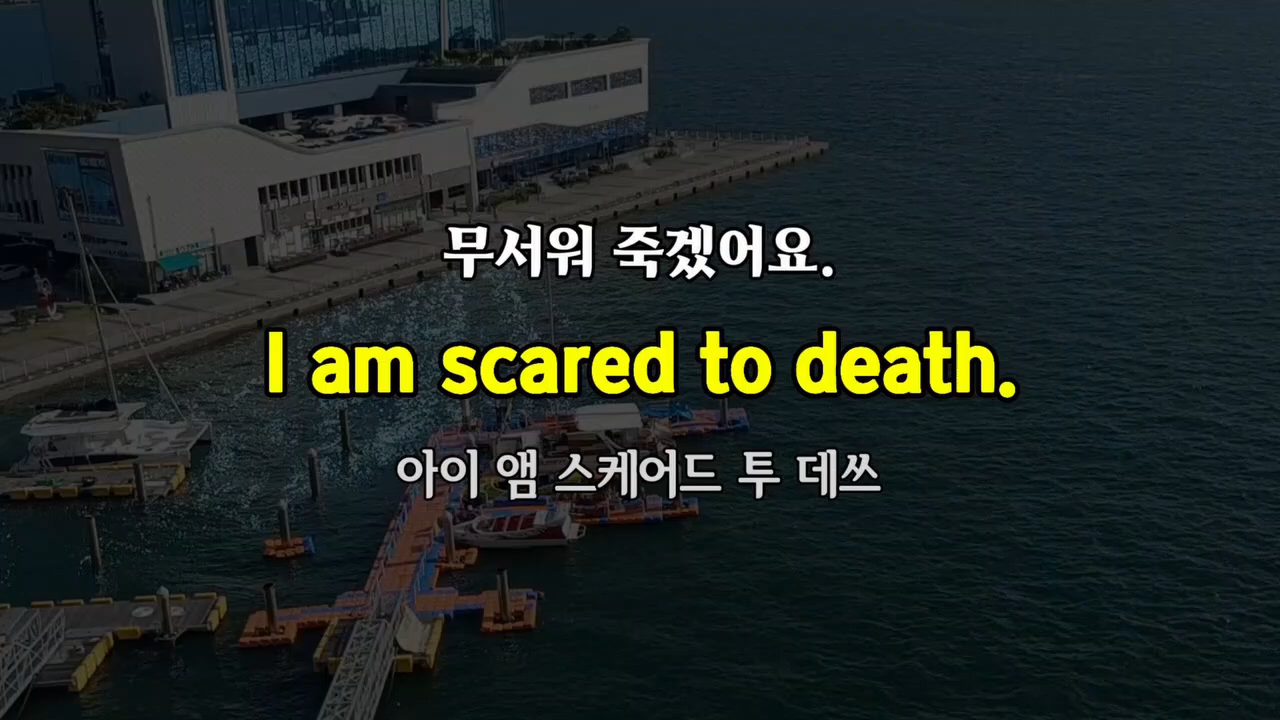 무서워 죽겠어요.
I am scared to death.
아이 앰 스케어드 투 데쓰